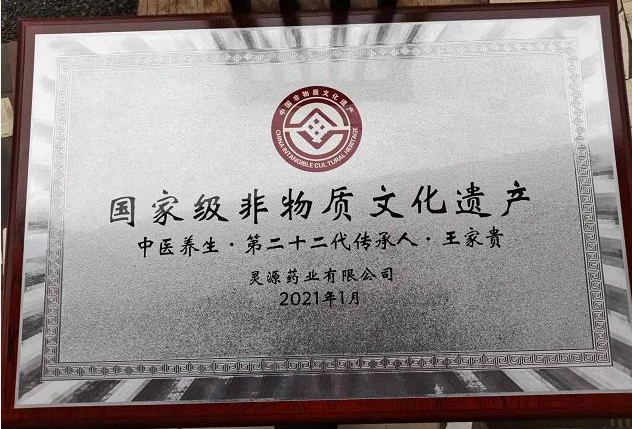 中国非物质文化遗产
CHINA INTANGIBLE CULTURAL HERITAGE
国家级非物质文化遗产
中医养生·第二十二代传承人·王家贵
灵源药业有限公司
2021年1月